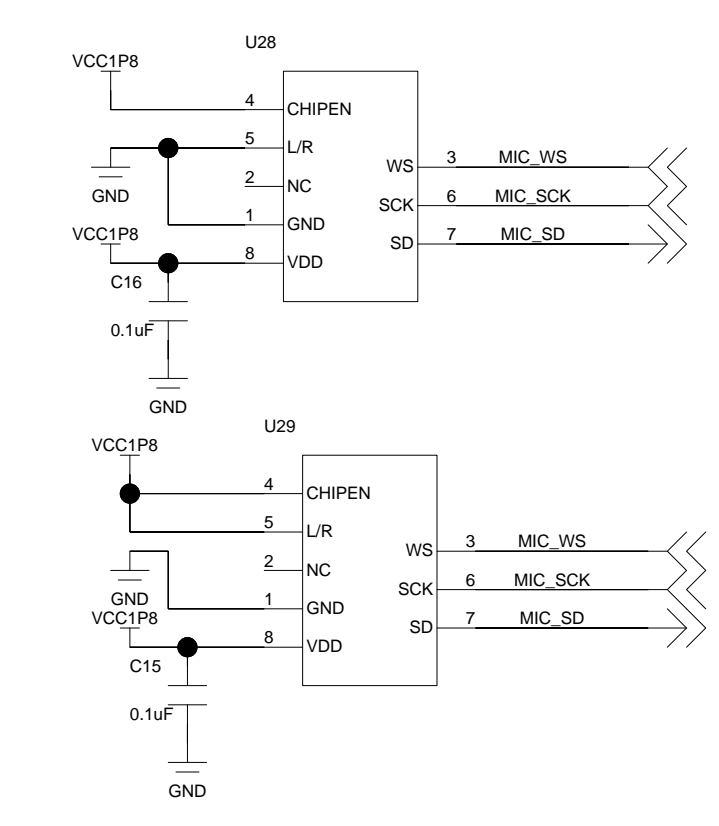 U28
VCC1P8
4 CHIPEN
5 L/R
GND
WS 3 MIC_WS
2 NC
SCK 6 MIC_SCK
1 GND
VCC1P8
SD 7 MIC_SD
8 VDD
C16
0.1uF
GND
U29
VCC1P8
4 CHIPEN
5 L/R
WS 3 MIC_WS
2 NC
SCK 6 MIC_SCK
GND
1 GND
VCC1P8
SD 7 MIC_SD
8 VDD
C15
0.1uF
GND